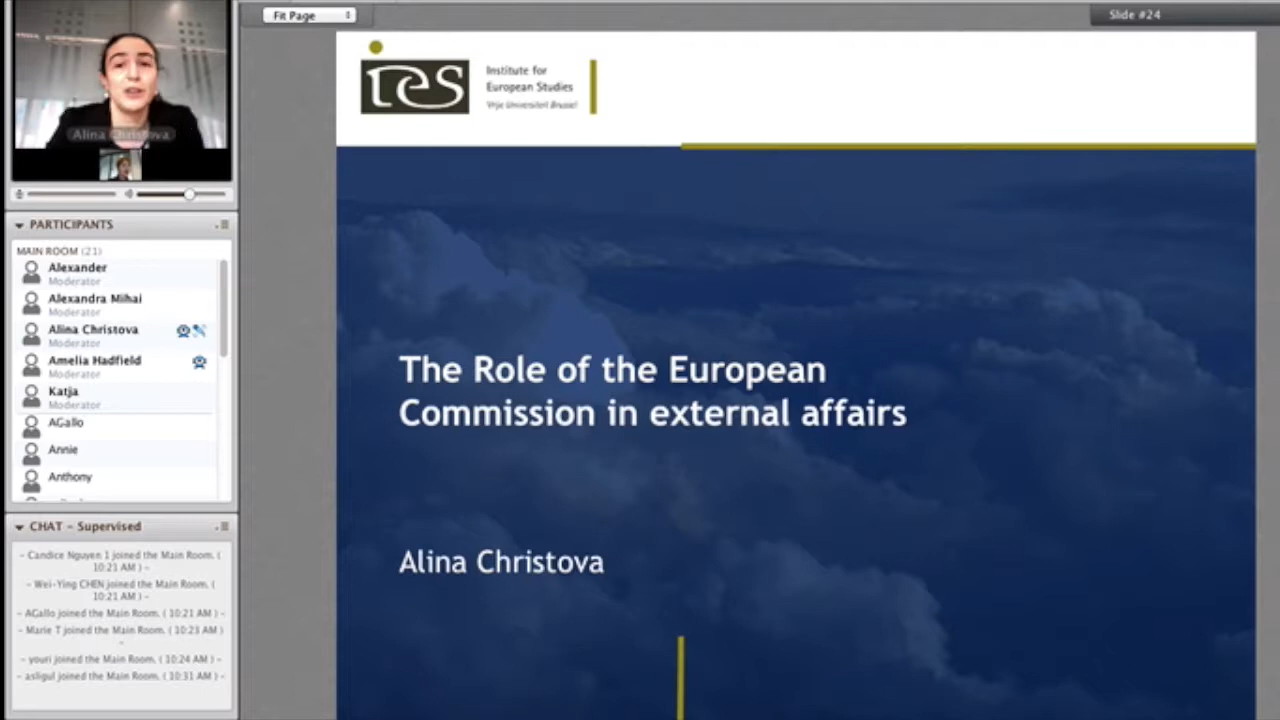 Fit Page
Slide #24
Alina Christova
ies
Institute for
European Studies
Vrije Universiteit Brussel
PARTICIPANTS
MAIN ROOM (21)
Alexander
Moderator
Alexandra Mihai
Moderator
Alina Christova
Moderator
Amelia Hadfield
Moderator
Katja
Moderator
AGallo
Annie
Anthony
CHAT - Supervised
- Candice Nguyen 1 joined the Main Room. (
10:21 AM ) -
- Wei-Ying CHEN joined the Main Room. (
10:21 AM ) -
- AGallo joined the Main Room. ( 10:21 AM ) -
- Marie T joined the Main Room. ( 10:23 AM )
-
- youri joined the Main Room. ( 10:24 AM ) -
- asligul joined the Main Room. ( 10:31 AM ) -
The Role of the European
Commission in external affairs
Alina Christova